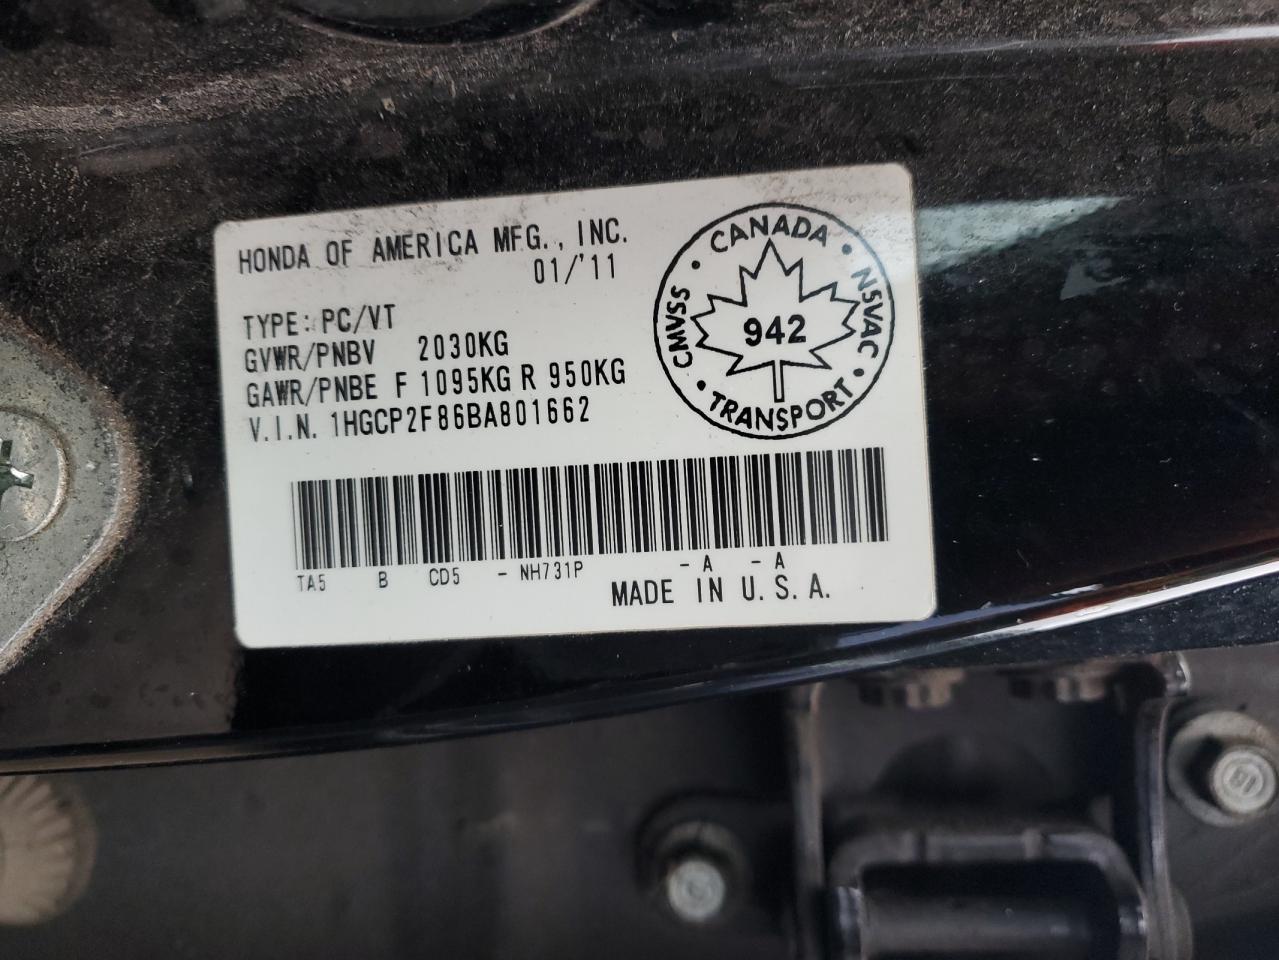 HONDA OF AMERICA MFG., INC.
01/'11
TYPE: PC/VT
GVWR/PNBV 2030KG
GAWR/PNBE F 1095KG R 950KG
V.I.N. 1HGCP2F86BA801662
CANADA • NSVAC • TRANSPORT • CMVSS •
942
TA5 B CD5 - NH731P - A - A
MADE IN U.S.A.